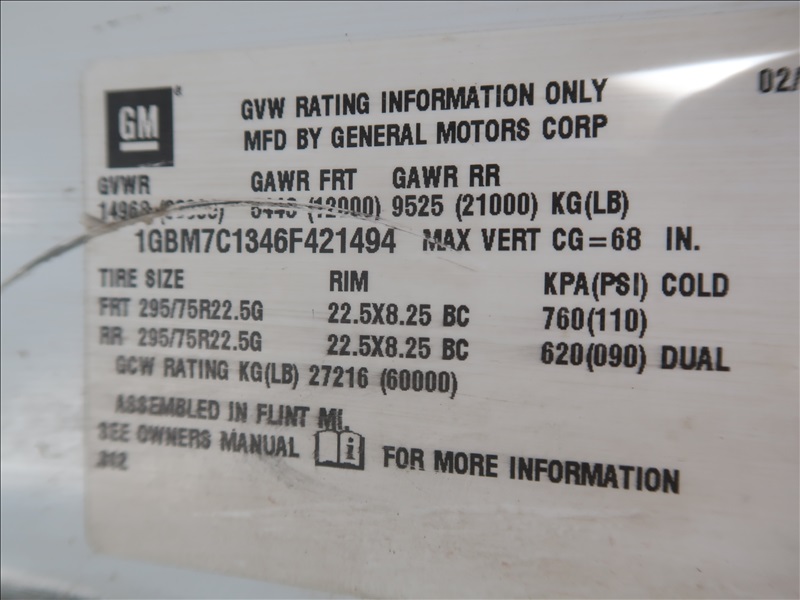 GM ®
GVW RATING INFORMATION ONLY
MFD BY GENERAL MOTORS CORP
02/
GVWR GAWR FRT GAWR RR
14968 (12000) 9525 (21000) KG(LB)
1GBM7C1346F421494 MAX VERT CG=68 IN.
TIRE SIZE RIM KPA(PSI) COLD
FRT 295/75R22.5G 22.5X8.25 BC 760(110)
RR 295/75R22.5G 22.5X8.25 BC 620(090) DUAL
GCW RATING KG(LB) 27216 (60000)
ASSEMBLED IN FLINT MI.
SEE OWNERS MANUAL i FOR MORE INFORMATION